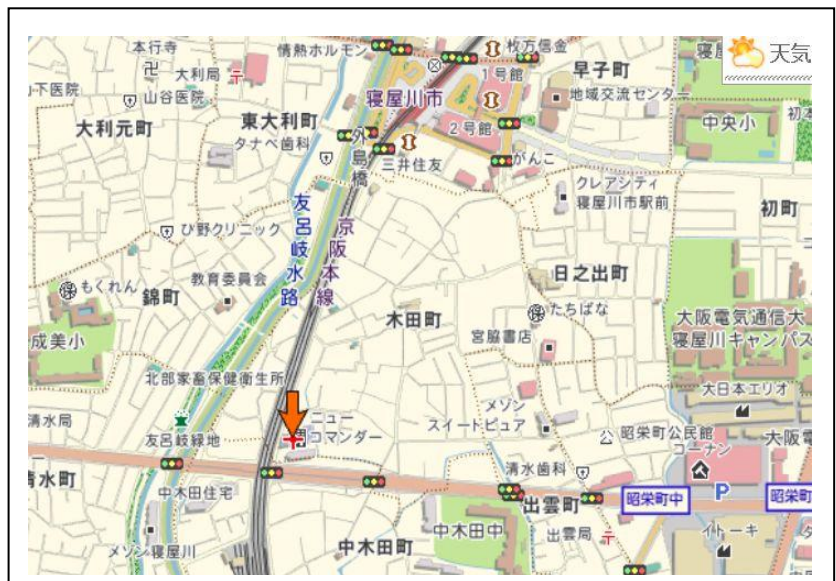 本行寺
情熱ホルモン
枚方信金
寝屋
天気
大利局
1号館
早子町
山下医院
山谷医院
寝屋川市
地域交流センター
大利元町
東大利町
2号館
中央小
初本
タナベ歯科
外島橋
三井住友
がんこ
クレアシティ
寝屋川市駅前
初町
ひ野クリニック
友呂岐水路
京阪本線
日之出町
教育委員会
もくれん
錦町
たちばな
木田町
宮脇書店
大阪電気通信大
寝屋川キャンパス
成美小
北部家畜保健衛生所
大日本エリオ
清水局
ニュー
コマンダー
メゾン
スイートピュア
昭栄町公民館
コーナン
大阪電
友呂岐緑地
清水町
清水歯科
中木田住宅
出雲町
昭栄町中
P
昭栄町
中木田中
出雲局
イトーキ
メゾン寝屋川
中木田町